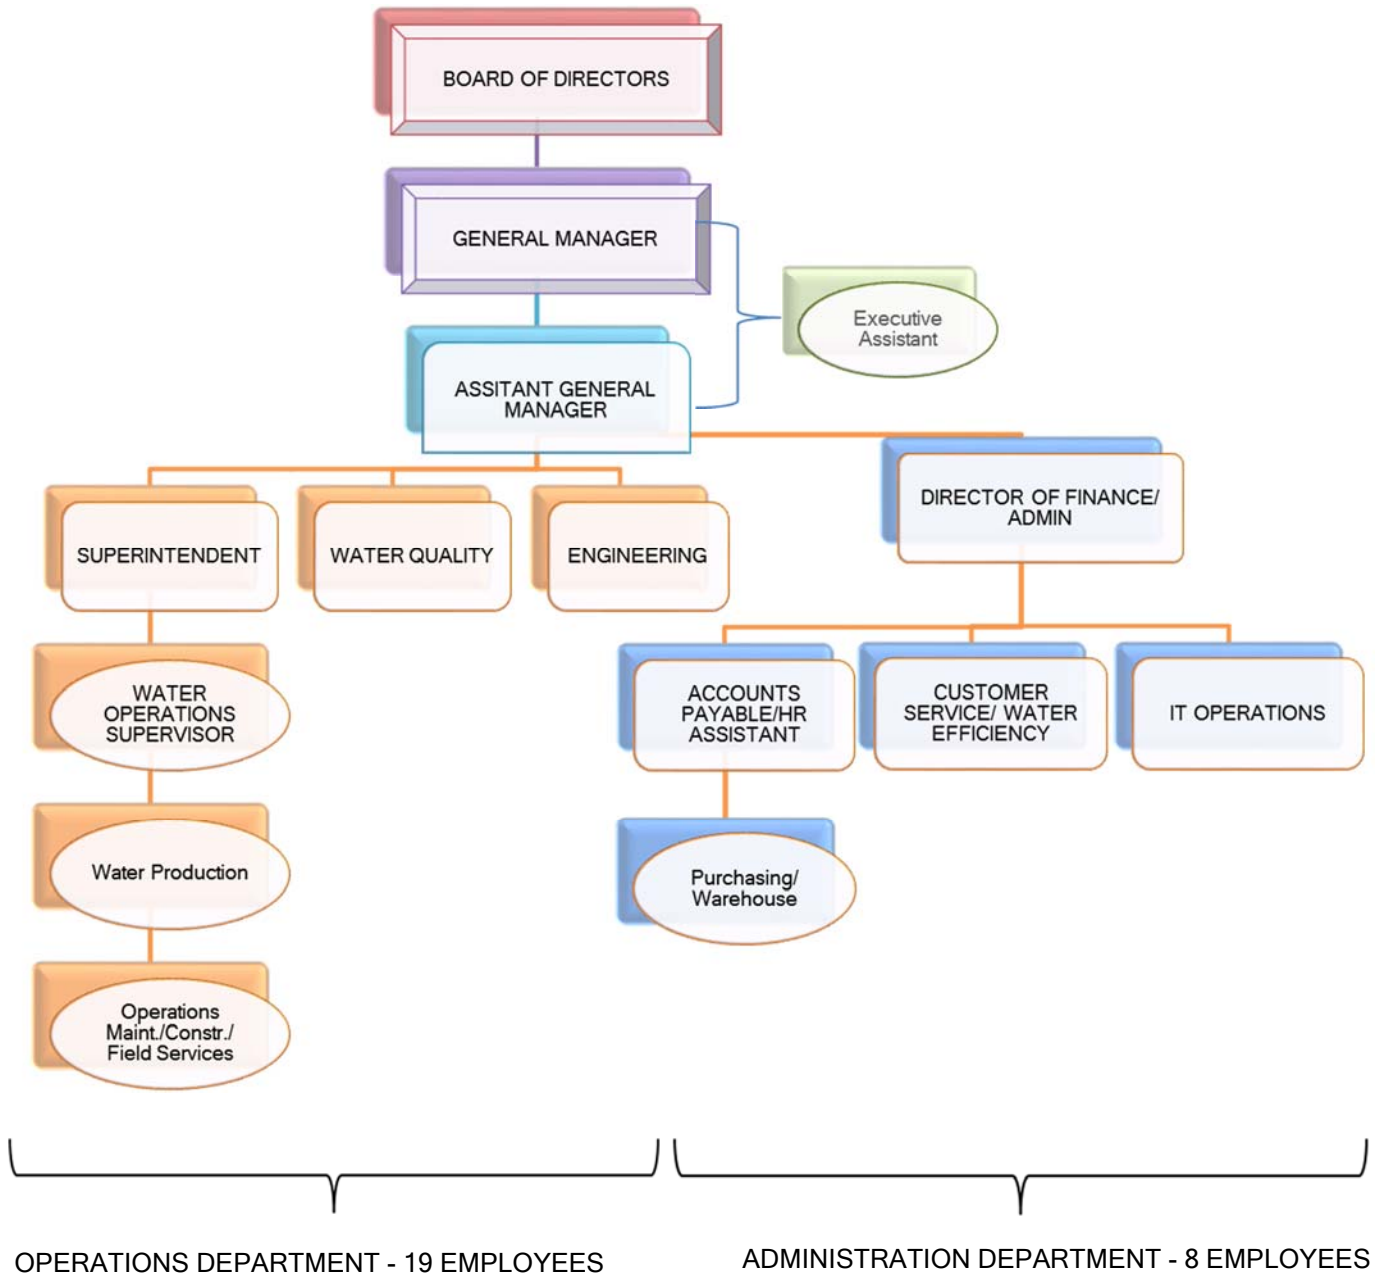 BOARD OF DIRECTORS
GENERAL MANAGER
Executive
Assistant
ASSITANT GENERAL
MANAGER
DIRECTOR OF FINANCE/
ADMIN
SUPERINTENDENT
WATER QUALITY
ENGINEERING
WATER
OPERATIONS
SUPERVISOR
ACCOUNTS
PAYABLE/HR
ASSISTANT
CUSTOMER
SERVICE/ WATER
EFFICIENCY
IT OPERATIONS
Water Production
Purchasing/
Warehouse
Operations
Maint./Constr./
Field Services
OPERATIONS DEPARTMENT - 19 EMPLOYEES
ADMINISTRATION DEPARTMENT - 8 EMPLOYEES